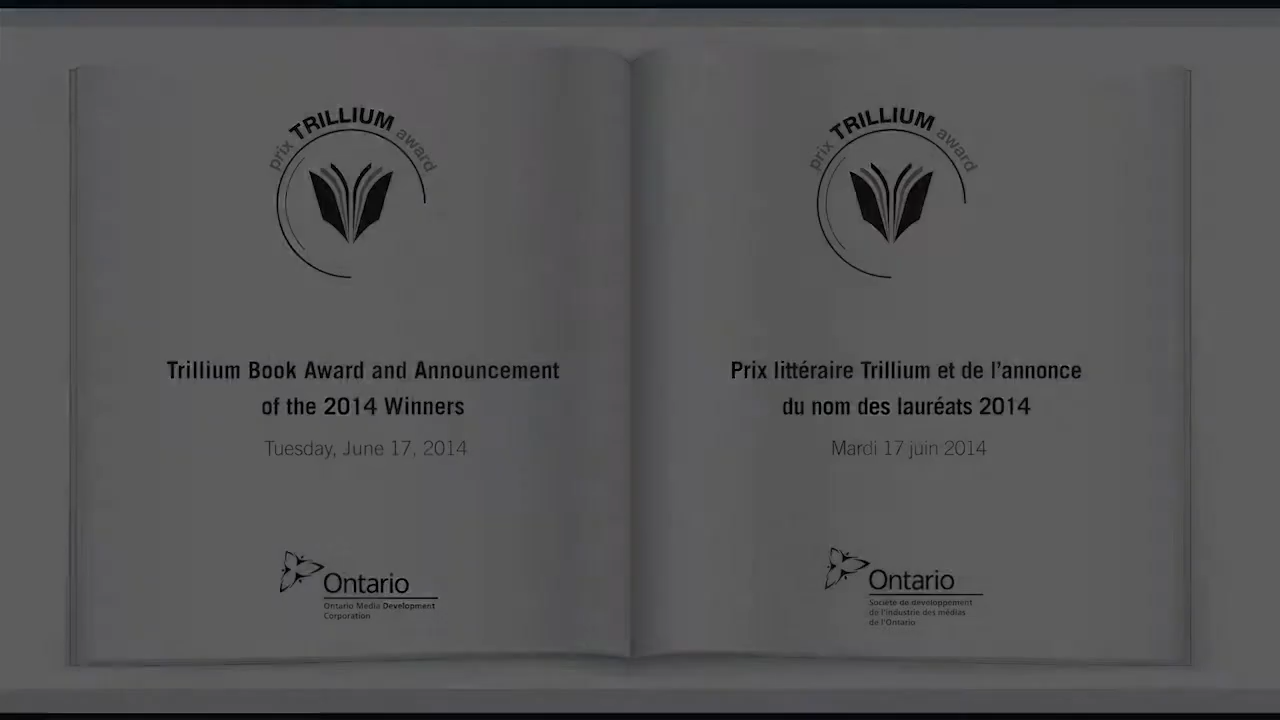 prix TRILLIUM award
Trillium Book Award and Announcement
of the 2014 Winners
Tuesday, June 17, 2014
Ontario
Ontario Media Development
Corporation
prix TRILLIUM award
Prix littéraire Trillium et de l'annonce
du nom des lauréats 2014
Mardi 17 juin 2014
Ontario
Société de développement
de l'industrie des médias
de l'Ontario